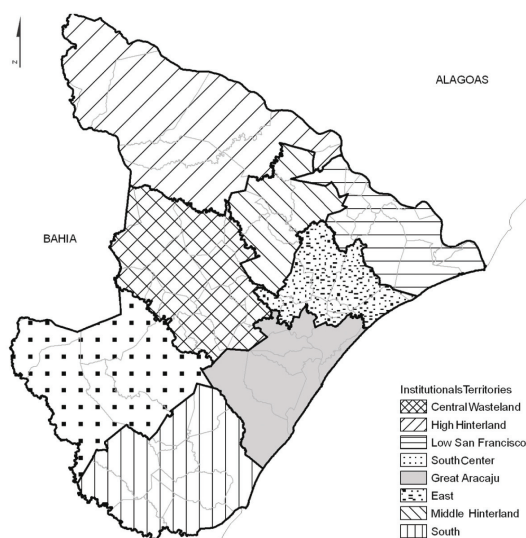 N
ALAGOAS
BAHIA
InstitutionalsTerritories
Central Wasteland
High Hinterland
Low San Francisco
SouthCenter
Great Aracaju
East
Middle Hinterland
South